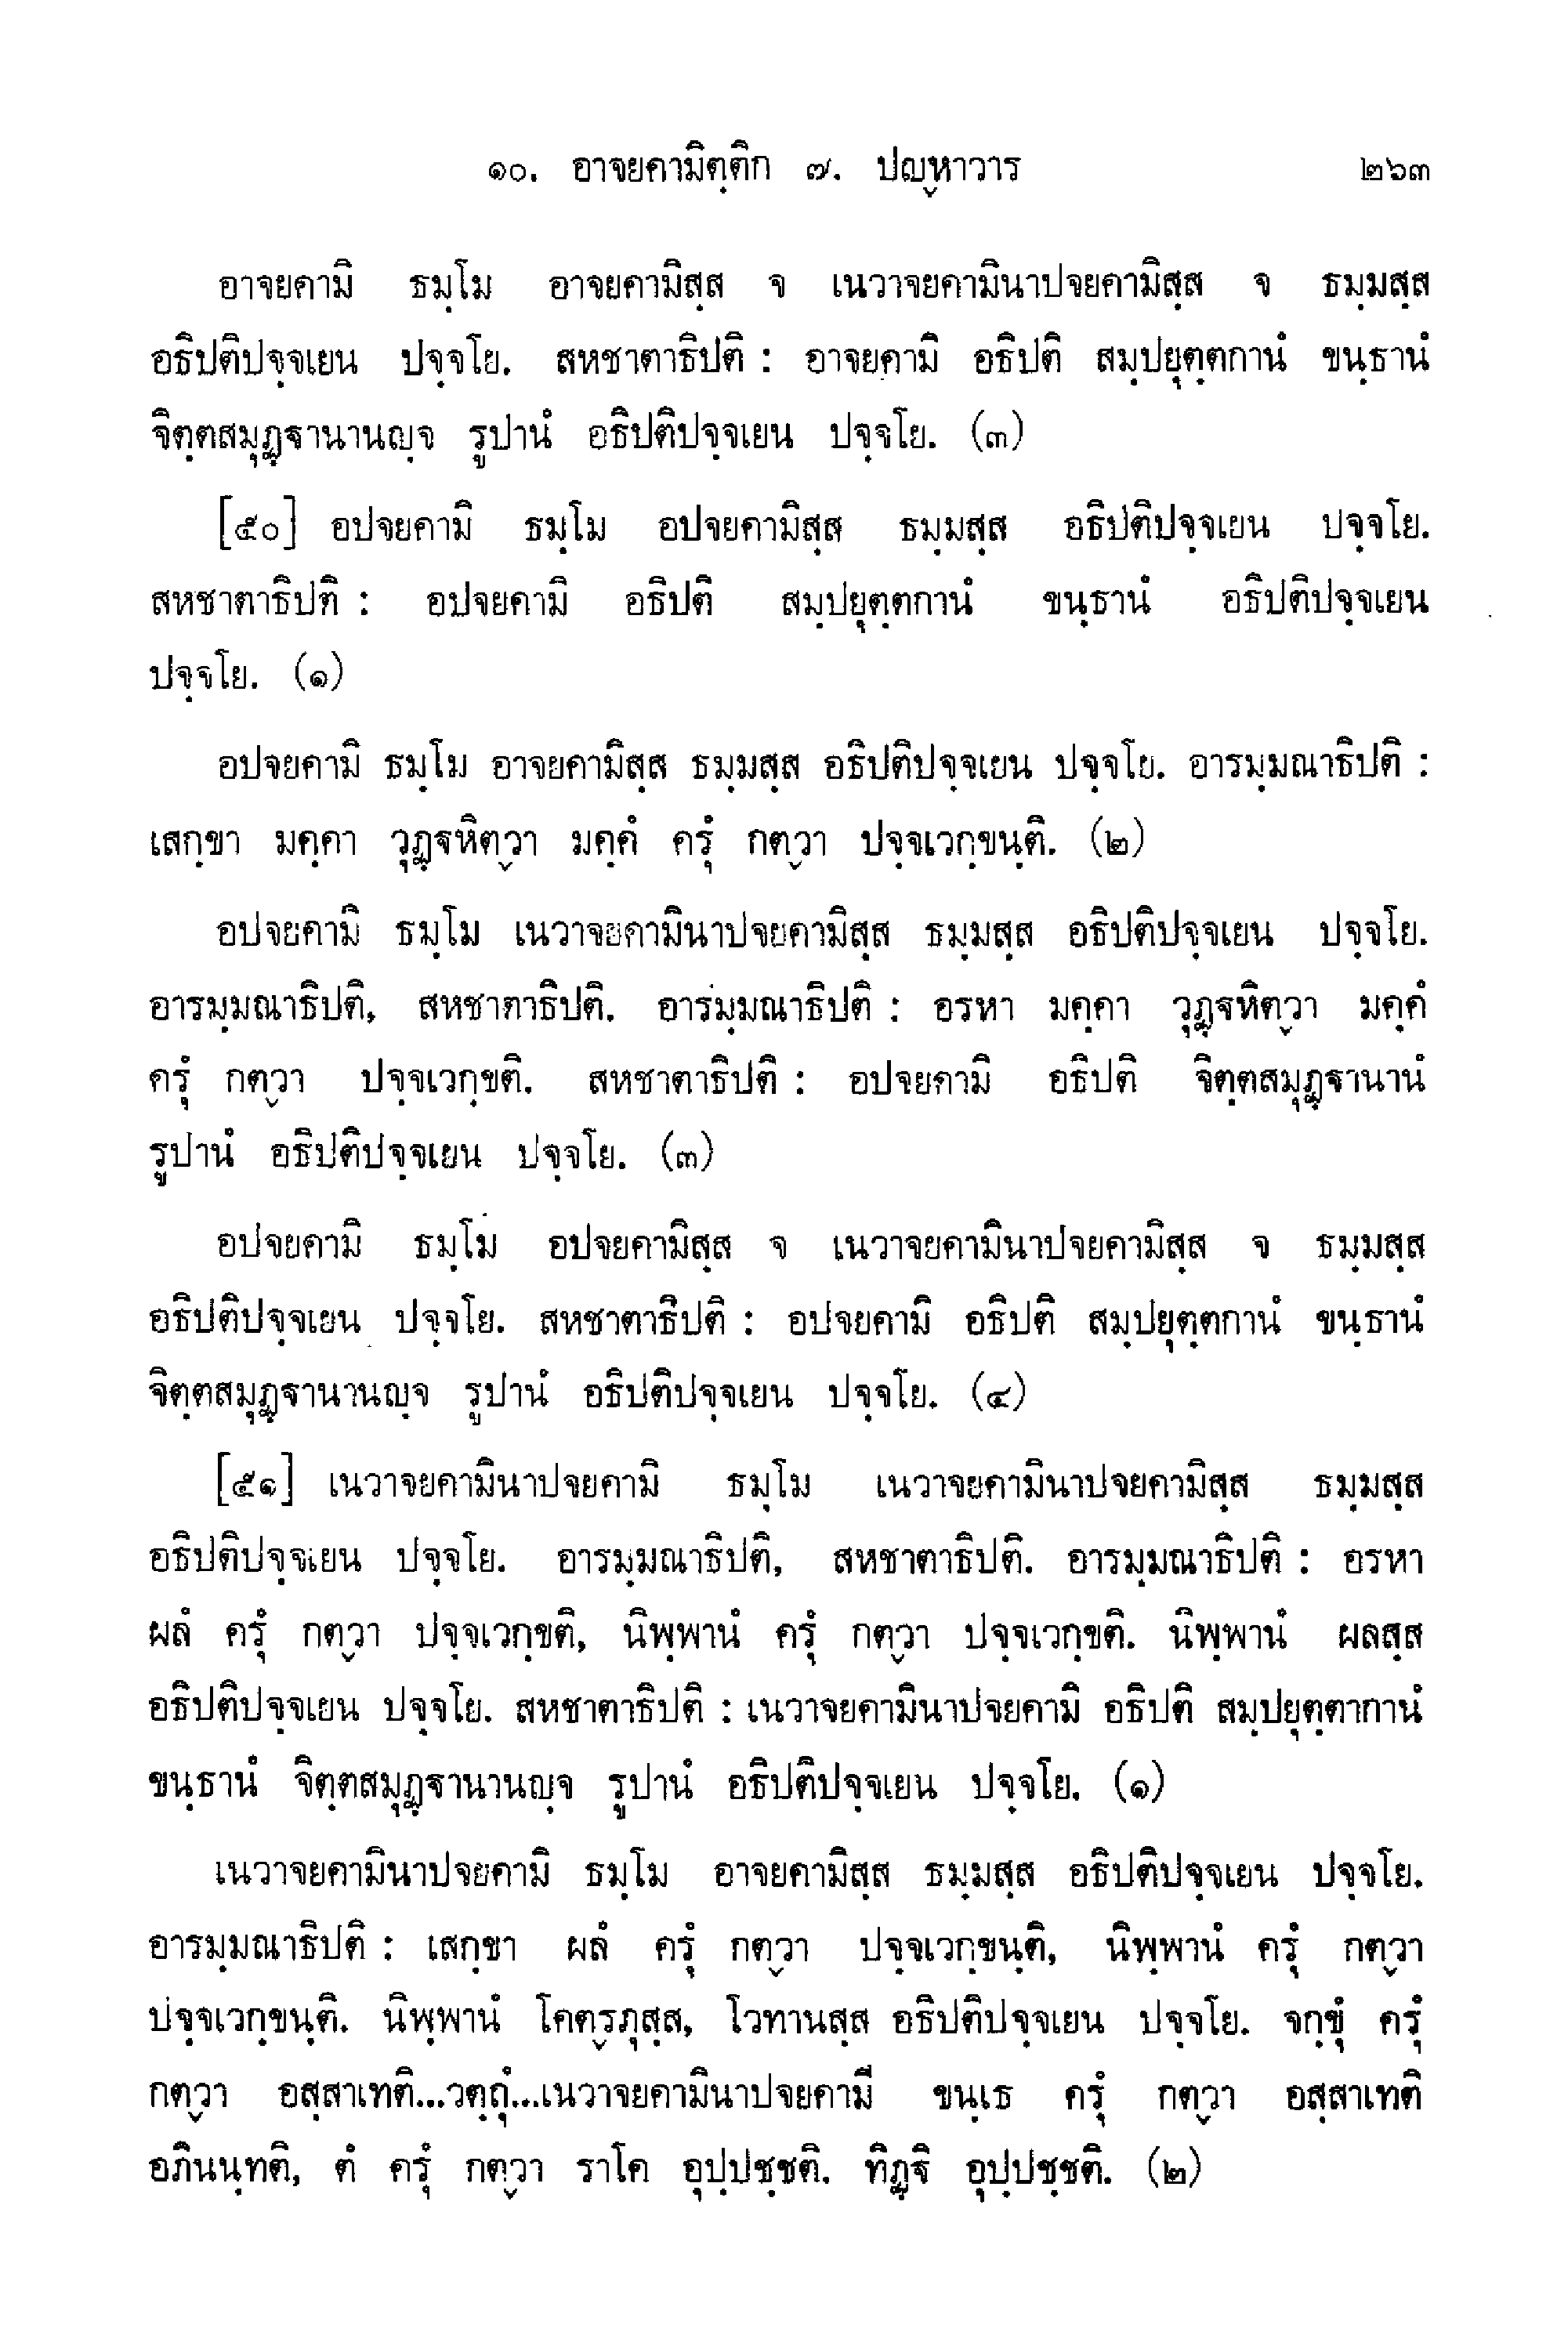 ๑๐. อาจยคามิตฺติก ๗. ปญฺหาวาร ๒๖๓
อาจยคามิ ธมฺโม อาจยคามิสฺส จ เนวาจยคามินาปจยคามิสฺส จ ธมฺมสฺส
อธิปติปจฺจเยน ปจฺจโย. สหชาตาธิปติ : อาจยคามิ อธิปติ สมฺปยุตฺตกานํ ขนฺธานํ
จิตฺตสมุฏฺฐานานญฺจ รูปานํ อธิปติปจฺจเยน ปจฺจโย. (๓)
[๕๐] อปจยคามิ ธมฺโม อปจยคามิสฺส ธมฺมสฺส อธิปติปจฺจเยน ปจฺจโย.
สหชาตาธิปติ : อปจยคามิ อธิปติ สมฺปยุตฺตกานํ ขนฺธานํ อธิปติปจฺจเยน
ปจฺจโย. (๑)
อปจยคามิ ธมฺโม อาจยคามิสฺส ธมฺมสฺส อธิปติปจฺจเยน ปจฺจโย. อารมฺมณาธิปติ :
เสกฺขา มคฺคา วุฏฺฐหิตฺวา มคฺคํ ครุํ กตฺวา ปจฺจเวกฺขนฺติ. (๒)
อปจยคามิ ธมฺโม เนวาจยคามินาปจยคามิสฺส ธมฺมสฺส อธิปติปจฺจเยน ปจฺจโย.
อารมฺมณาธิปติ, สหชาตาธิปติ. อารมฺมณาธิปติ : อรหา มคฺคา วุฏฺฐหิตฺวา มคฺคํ
ครุํ กตฺวา ปจฺจเวกฺขติ. สหชาตาธิปติ : อปจยคามิ อธิปติ จิตฺตสมุฏฺฐานานํ
รูปานํ อธิปติปจฺจเยน ปจฺจโย. (๓)
อปจยคามิ ธมฺโม อปจยคามิสฺส จ เนวาจยคามินาปจยคามิสฺส จ ธมฺมสฺส
อธิปติปจฺจเยน ปจฺจโย. สหชาตาธิปติ : อปจยคามิ อธิปติ สมฺปยุตฺตกานํ ขนฺธานํ
จิตฺตสมุฏฺฐานานญฺจ รูปานํ อธิปติปจฺจเยน ปจฺจโย. (๔)
[๕๑] เนวาจยคามินาปจยคามิ ธมฺโม เนวาจยคามินาปจยคามิสฺส ธมฺมสฺส
อธิปติปจฺจเยน ปจฺจโย. อารมฺมณาธิปติ, สหชาตาธิปติ. อารมฺมณาธิปติ : อรหา
ผลํ ครุํ กตฺวา ปจฺจเวกฺขติ, นิพฺพานํ ครุํ กตฺวา ปจฺจเวกฺขติ. นิพฺพานํ ผลสฺส
อธิปติปจฺจเยน ปจฺจโย. สหชาตาธิปติ : เนวาจยคามินาปจยคามิ อธิปติ สมฺปยุตฺตากานํ
ขนฺธานํ จิตฺตสมุฏฺฐานานญฺจ รูปานํ อธิปติปจฺจเยน ปจฺจโย. (๑)
เนวาจยคามินาปจยคามิ ธมฺโม อาจยคามิสฺส ธมฺมสฺส อธิปติปจฺจเยน ปจฺจโย.
อารมฺมณาธิปติ : เสกฺขา ผลํ ครุํ กตฺวา ปจฺจเวกฺขนฺติ, นิพฺพานํ ครุํ กตฺวา
ปจฺจเวกฺขนฺติ. นิพฺพานํ โคตฺรภุสฺส, โวทานสฺส อธิปติปจฺจเยน ปจฺจโย. จกฺขุํ ครุํ
กตฺวา อสฺสาเทติ...วตฺถุํ...เนวาจยคามินาปจยคามี ขนฺเธ ครุํ กตฺวา อสฺสาเทติ
อภินนฺทติ, ตํ ครุํ กตฺวา ราโค อุปฺปชฺชติ. ทิฏฺฐิ อุปฺปชฺชติ. (๒)